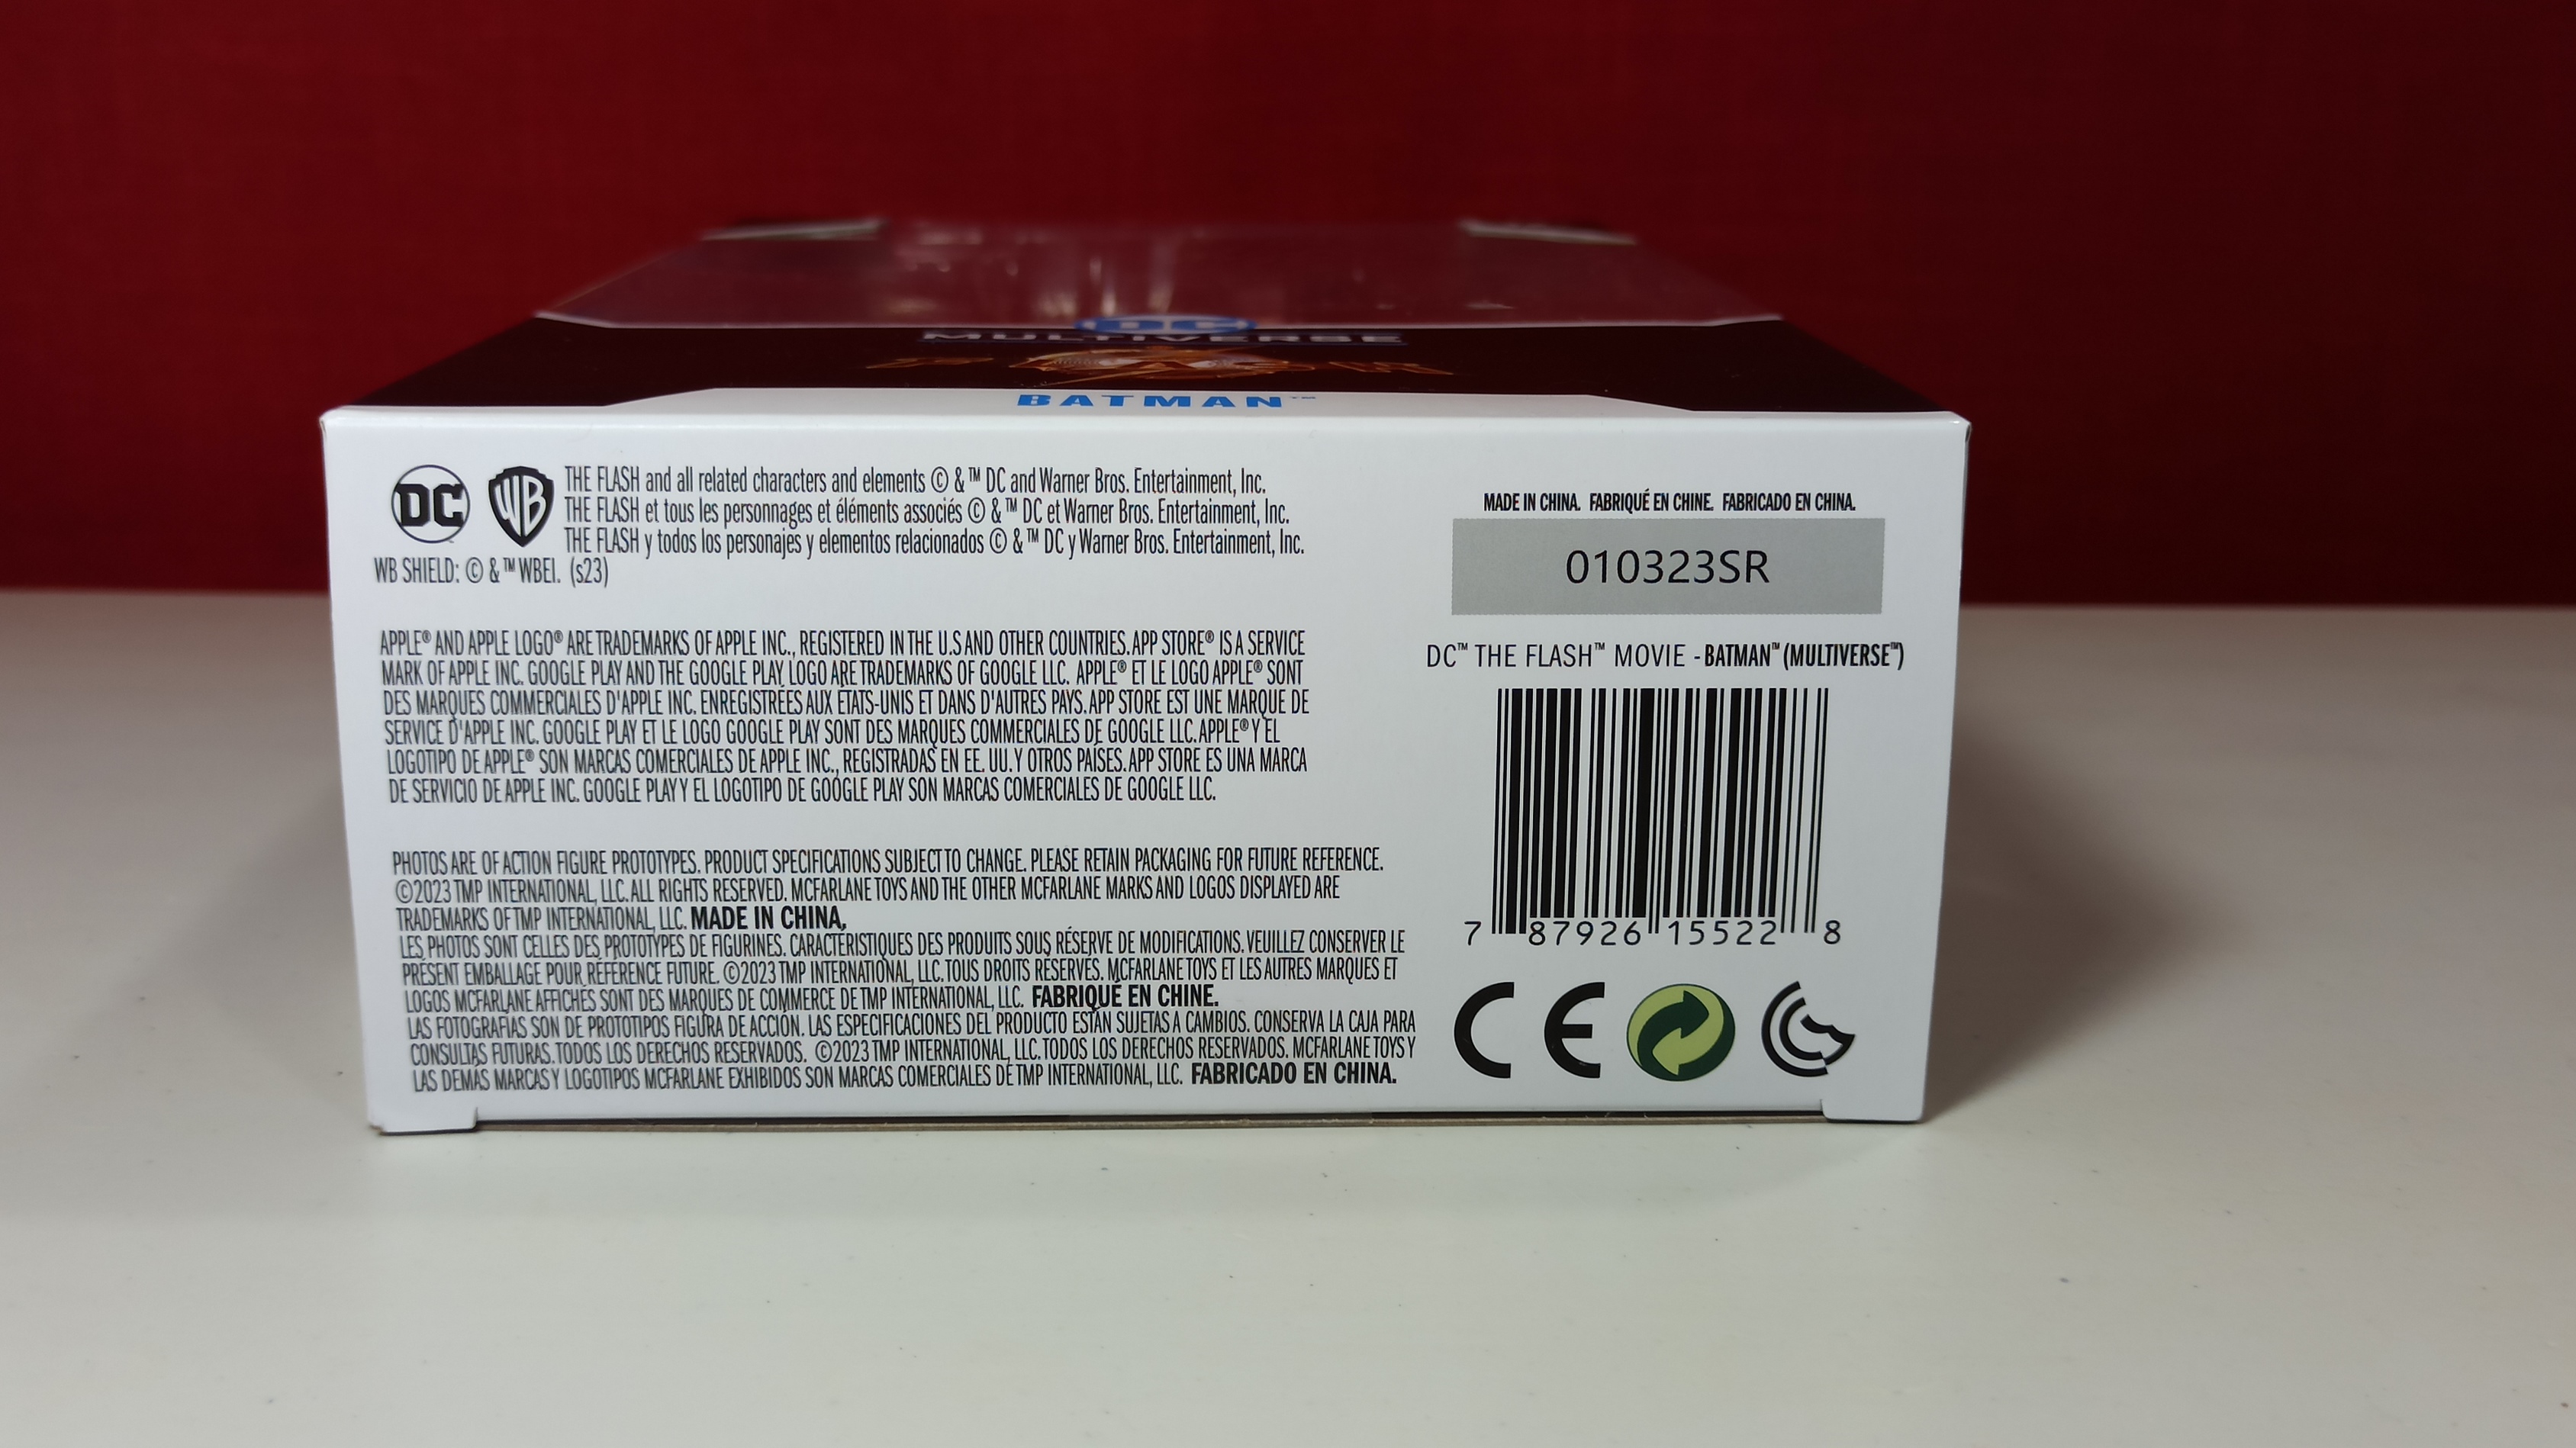 DC
MULTIVERSE
BATMAN™
DC WB THE FLASH and all related characters and elements © & ™ DC and Warner Bros. Entertainment, Inc.
THE FLASH et tous les personnages et éléments associés © & ™ DC et Warner Bros. Entertainment, Inc.
THE FLASH y todos los personajes y elementos relacionados © & ™ DC y Warner Bros. Entertainment, Inc.
WB SHIELD: © & ™ WBEI. (s23)
APPLE® AND APPLE LOGO® ARE TRADEMARKS OF APPLE INC., REGISTERED IN THE U.S AND OTHER COUNTRIES. APP STORE® IS A SERVICE
MARK OF APPLE INC. GOOGLE PLAY AND THE GOOGLE PLAY LOGO ARE TRADEMARKS OF GOOGLE LLC. APPLE® ET LE LOGO APPLE® SONT
DES MARQUES COMMERCIALES D'APPLE INC. ENREGISTRÉES AUX ÉTATS-UNIS ET DANS D'AUTRES PAYS. APP STORE EST UNE MARQUE DE
SERVICE D'APPLE INC. GOOGLE PLAY ET LE LOGO GOOGLE PLAY SONT DES MARQUES COMMERCIALES DE GOOGLE LLC. APPLE® Y EL
LOGOTIPO DE APPLE® SON MARCAS COMERCIALES DE APPLE INC., REGISTRADAS EN EE. UU. Y OTROS PAÍSES. APP STORE ES UNA MARCA
DE SERVICIO DE APPLE INC. GOOGLE PLAY Y EL LOGOTIPO DE GOOGLE PLAY SON MARCAS COMERCIALES DE GOOGLE LLC.
PHOTOS ARE OF ACTION FIGURE PROTOTYPES. PRODUCT SPECIFICATIONS SUBJECT TO CHANGE. PLEASE RETAIN PACKAGING FOR FUTURE REFERENCE.
©2023 TMP INTERNATIONAL, LLC. ALL RIGHTS RESERVED. MCFARLANE TOYS AND THE OTHER MCFARLANE MARKS AND LOGOS DISPLAYED ARE
TRADEMARKS OF TMP INTERNATIONAL, LLC. MADE IN CHINA,
LES PHOTOS SONT CELLES DES PROTOTYPES DE FIGURINES. CARACTÉRISTIQUES DES PRODUITS SOUS RÉSERVE DE MODIFICATIONS. VEUILLEZ CONSERVER LE
PRÉSENT EMBALLAGE POUR RÉFÉRENCE FUTURE. ©2023 TMP INTERNATIONAL, LLC. TOUS DROITS RÉSERVÉS. MCFARLANE TOYS ET LES AUTRES MARQUES ET
LOGOS MCFARLANE AFFICHÉS SONT DES MARQUES DE COMMERCE DE TMP INTERNATIONAL, LLC. FABRIQUÉ EN CHINE.
LAS FOTOGRAFÍAS SON DE PROTOTIPOS FIGURA DE ACCIÓN. LAS ESPECIFICACIONES DEL PRODUCTO ESTÁN SUJETAS A CAMBIOS. CONSERVA LA CAJA PARA
CONSULTAS FUTURAS. TODOS LOS DERECHOS RESERVADOS. ©2023 TMP INTERNATIONAL, LLC. TODOS LOS DERECHOS RESERVADOS. MCFARLANE TOYS Y
LAS DEMÁS MARCAS Y LOGOTIPOS MCFARLANE EXHIBIDOS SON MARCAS COMERCIALES DE TMP INTERNATIONAL, LLC. FABRICADO EN CHINA.
MADE IN CHINA. FABRIQUÉ EN CHINE. FABRICADO EN CHINA.
010323SR
DC™ THE FLASH™ MOVIE - BATMAN™ (MULTIVERSE™)
7 87926 15522 8
CE